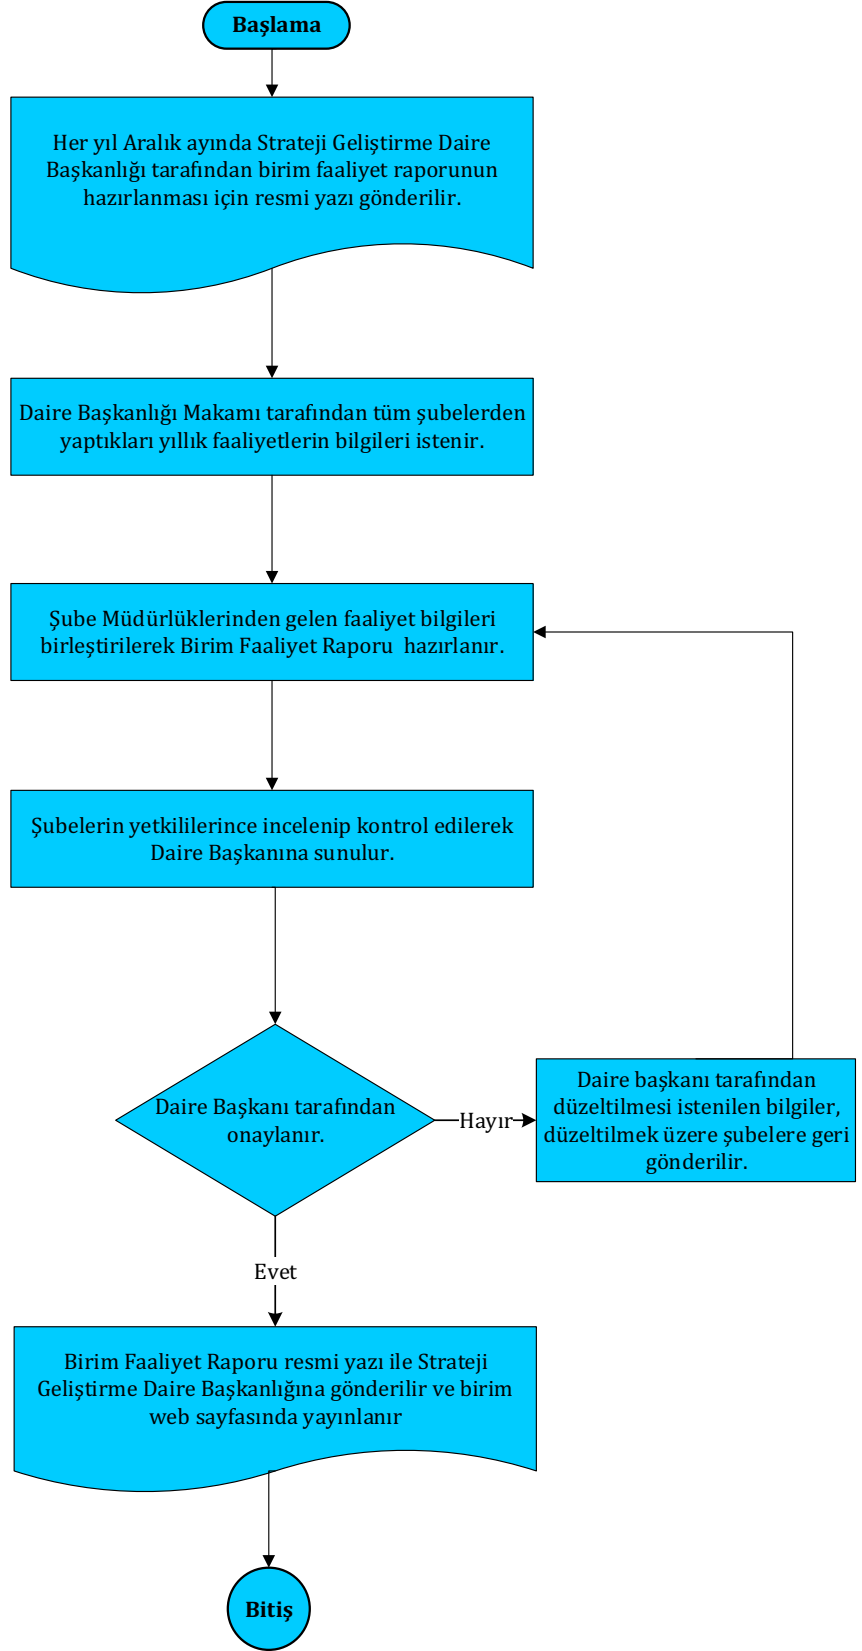 Başlama
Her yıl Aralık ayında Strateji Geliştirme Daire
Başkanlığı tarafından birim faaliyet raporunun
hazırlanması için resmi yazı gönderilir.
Daire Başkanlığı Makamı tarafından tüm şubelerden
yaptıkları yıllık faaliyetlerin bilgileri istenir.
Şube Müdürlüklerinden gelen faaliyet bilgileri
birleştirilerek Birim Faaliyet Raporu  hazırlanır.
Şubelerin yetkililerince incelenip kontrol edilerek
Daire Başkanına sunulur.
Daire Başkanı tarafından
onaylanır.
Hayır
Daire başkanı tarafından
düzeltilmesi istenilen bilgiler,
düzeltilmek üzere şubelere geri
gönderilir.
Evet
Birim Faaliyet Raporu resmi yazı ile Strateji
Geliştirme Daire Başkanlığına gönderilir ve birim
web sayfasında yayınlanır
Bitiş